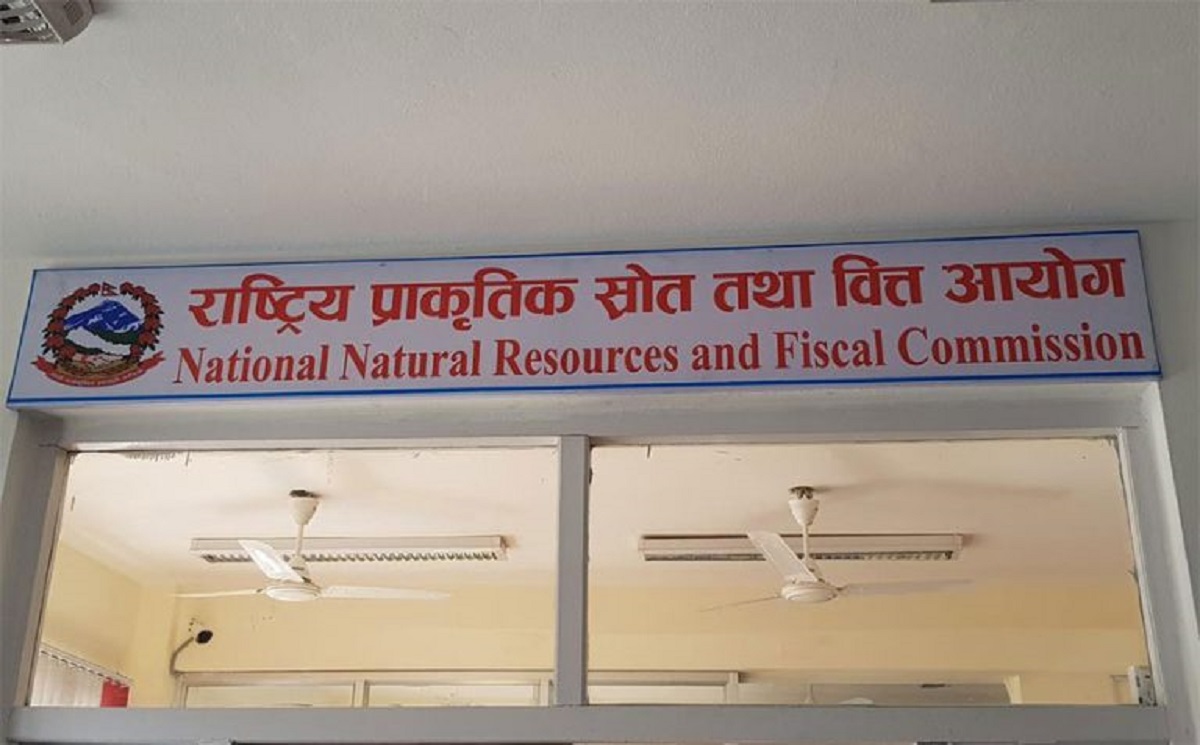 राष्ट्रिय प्राकृतिक स्रोत तथा वित्त आयोग
National Natural Resources and Fiscal Commission